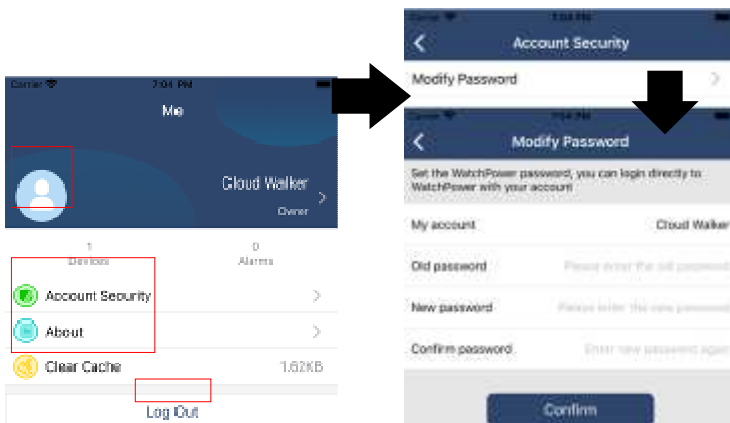 Carrier 7:04 PM
Me
Cloud Walker
Owner
1 0
Devices Alarms
Account Security
About
Clear Cache 1.62KB
Log Out
Carrier 7:04 PM
Account Security
Modify Password
Carrier 7:04 PM
Modify Password
Set the WatchPower password, you can login directly to
WatchPower with your account
My account Cloud Walker
Old password Please enter the old password
New password Please enter the new password
Confirm password Enter new password again
Confirm